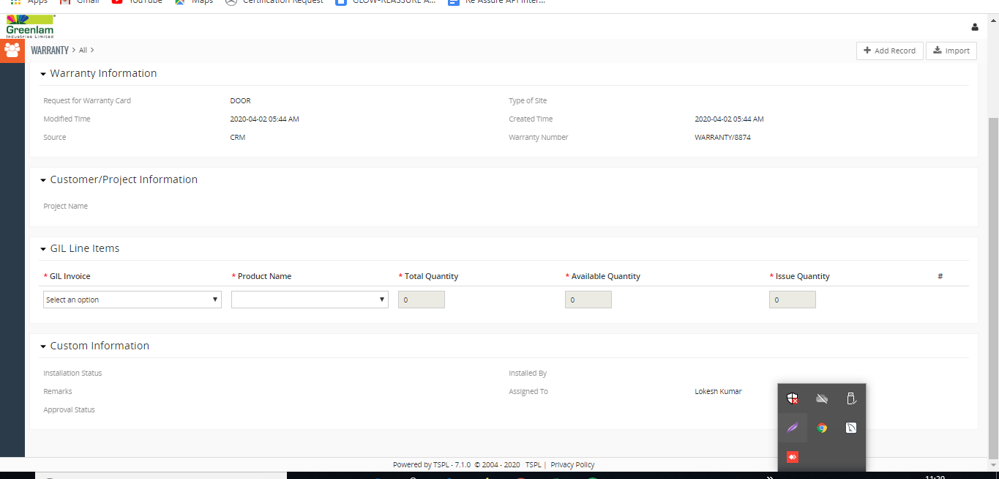 Apps Gmail YouTube Maps Certification Request GLOW-REASSURE A... Re Assure API Inter...
Greenlam
Industries Limited
WARRANTY > All >
Add Record Import
Warranty Information
Request for Warranty Card DOOR Type of Site
Modified Time 2020-04-02 05:44 AM Created Time 2020-04-02 05:44 AM
Source CRM Warranty Number WARRANTY/8874
Customer/Project Information
Project Name
GIL Line Items
* GIL Invoice * Product Name * Total Quantity * Available Quantity * Issue Quantity #
Select an option 0 0 0
Custom Information
Installation Status Installed By
Remarks Assigned To Lokesh Kumar
Approval Status
Powered by TSPL - 7.1.0 © 2004 - 2020 TSPL | Privacy Policy